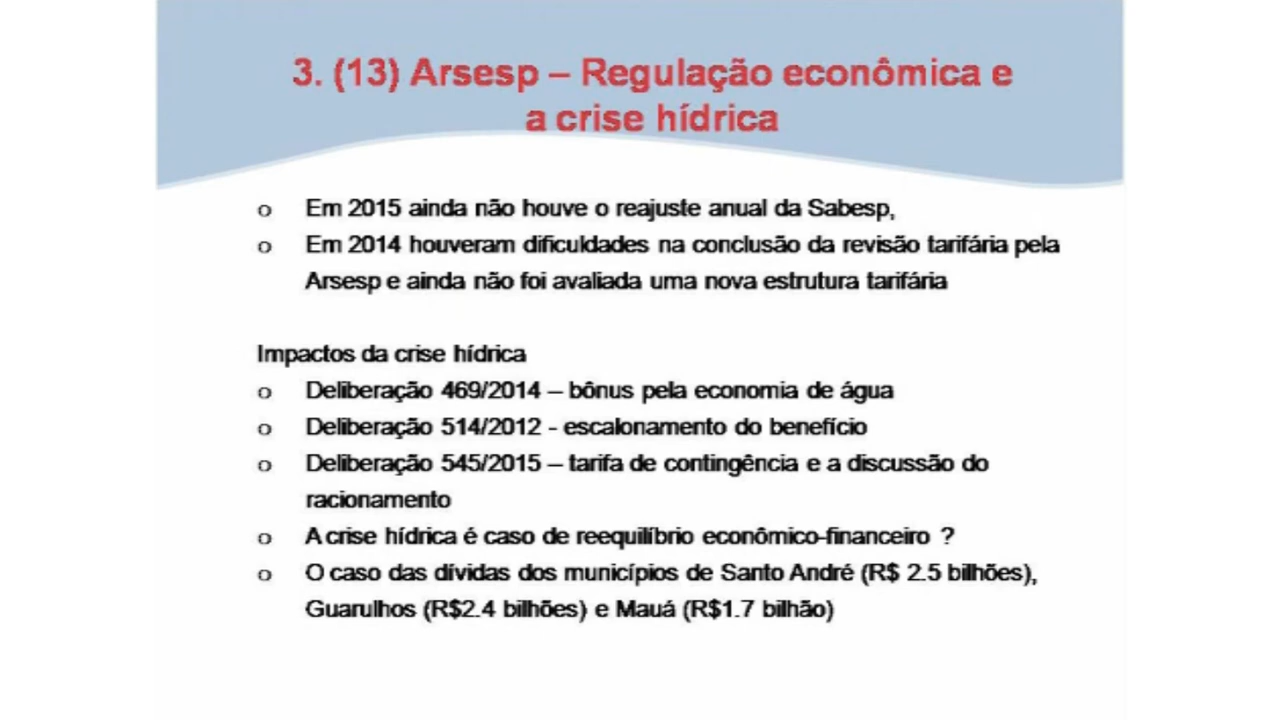 3. (13) Arsesp – Regulação econômica e
a crise hídrica
o Em 2015 ainda não houve o reajuste anual da Sabesp,
o Em 2014 houveram dificuldades na conclusão da revisão tarifária pela
Arsesp e ainda não foi avaliada uma nova estrutura tarifária
Impactos da crise hídrica
o Deliberação 469/2014 – bônus pela economia de água
o Deliberação 514/2012 - escalonamento do benefício
o Deliberação 545/2015 – tarifa de contingência e a discussão do
racionamento
o A crise hídrica é caso de reequilíbrio econômico-financeiro ?
o O caso das dívidas dos municípios de Santo André (R$ 2.5 bilhões),
Guarulhos (R$2.4 bilhões) e Mauá (R$1.7 bilhão)